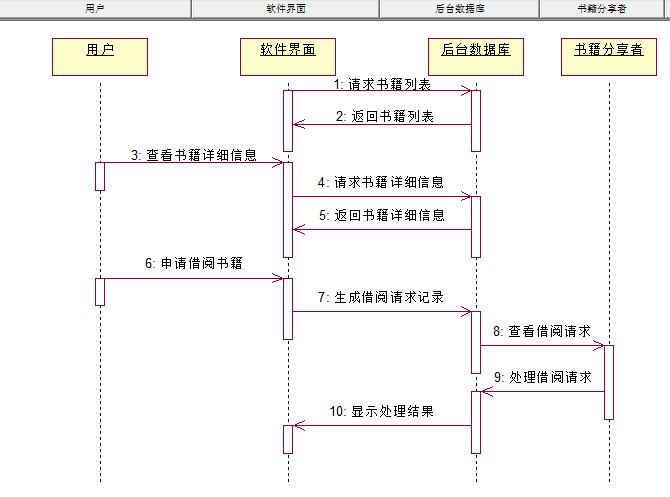 用户 软件界面 后台数据库 书籍分享者
用户 软件界面 后台数据库 书籍分享者
1: 请求书籍列表
2: 返回书籍列表
3: 查看书籍详细信息
4: 请求书籍详细信息
5: 返回书籍详细信息
6: 申请借阅书籍
7: 生成借阅请求记录
8: 查看借阅请求
9: 处理借阅请求
10: 显示处理结果